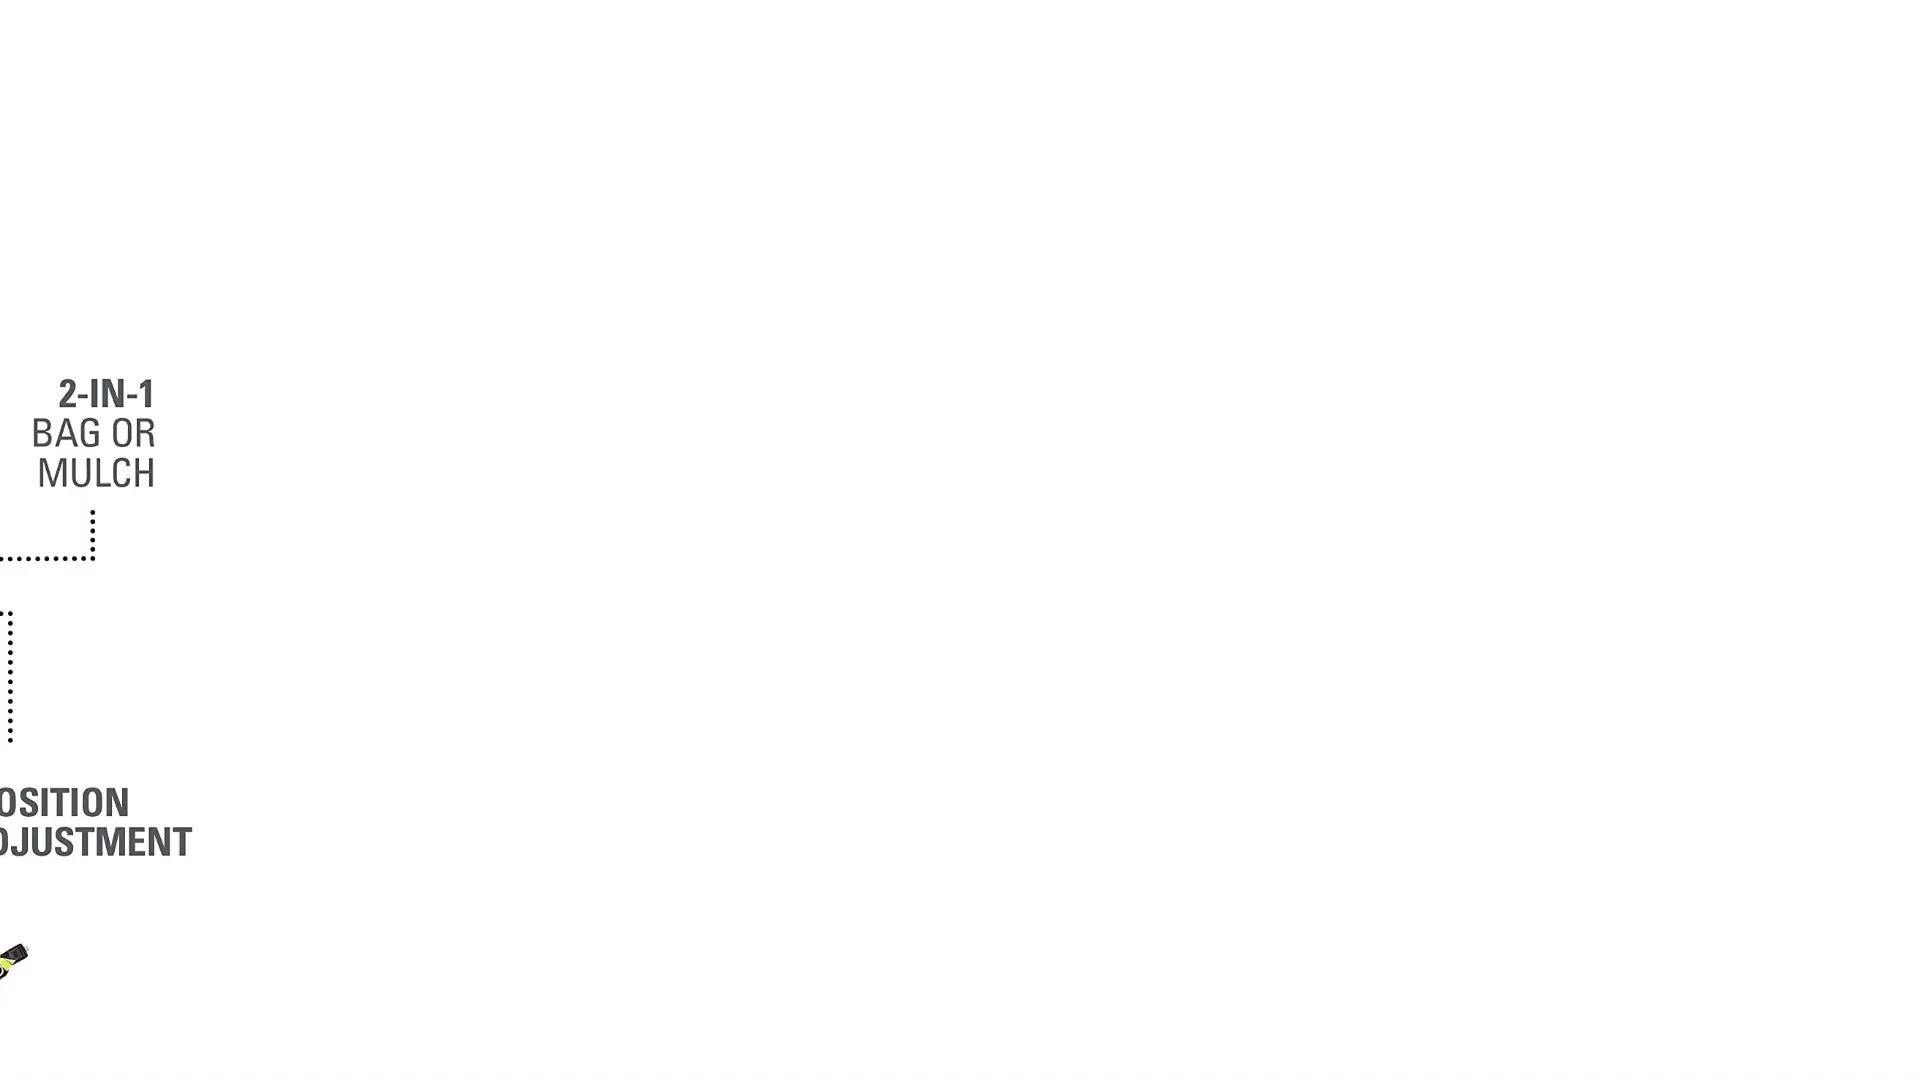 2-IN-1
BAG OR
MULCH
OSITION
DJUSTMENT